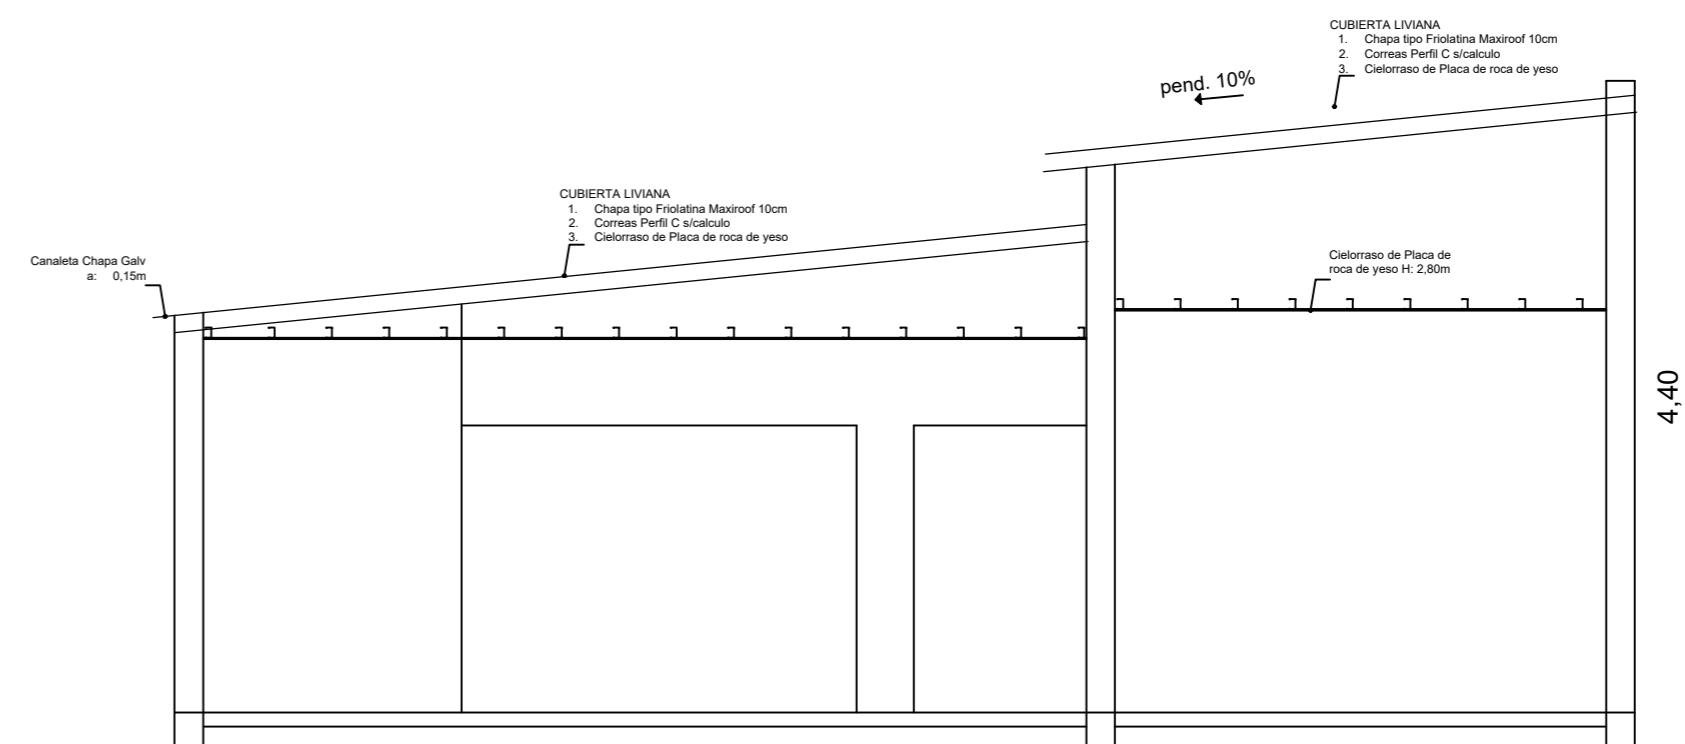 CUBIERTA LIVIANA
1. Chapa tipo Friolatina Maxiroof 10cm
2. Correas Perfil C s/calculo
3. Cielorraso de Placa de roca de yeso
pend. 10%
CUBIERTA LIVIANA
1. Chapa tipo Friolatina Maxiroof 10cm
2. Correas Perfil C s/calculo
3. Cielorraso de Placa de roca de yeso
Canaleta Chapa Galv
a: 0,15m
Cielorraso de Placa de
roca de yeso H: 2,80m
4,40